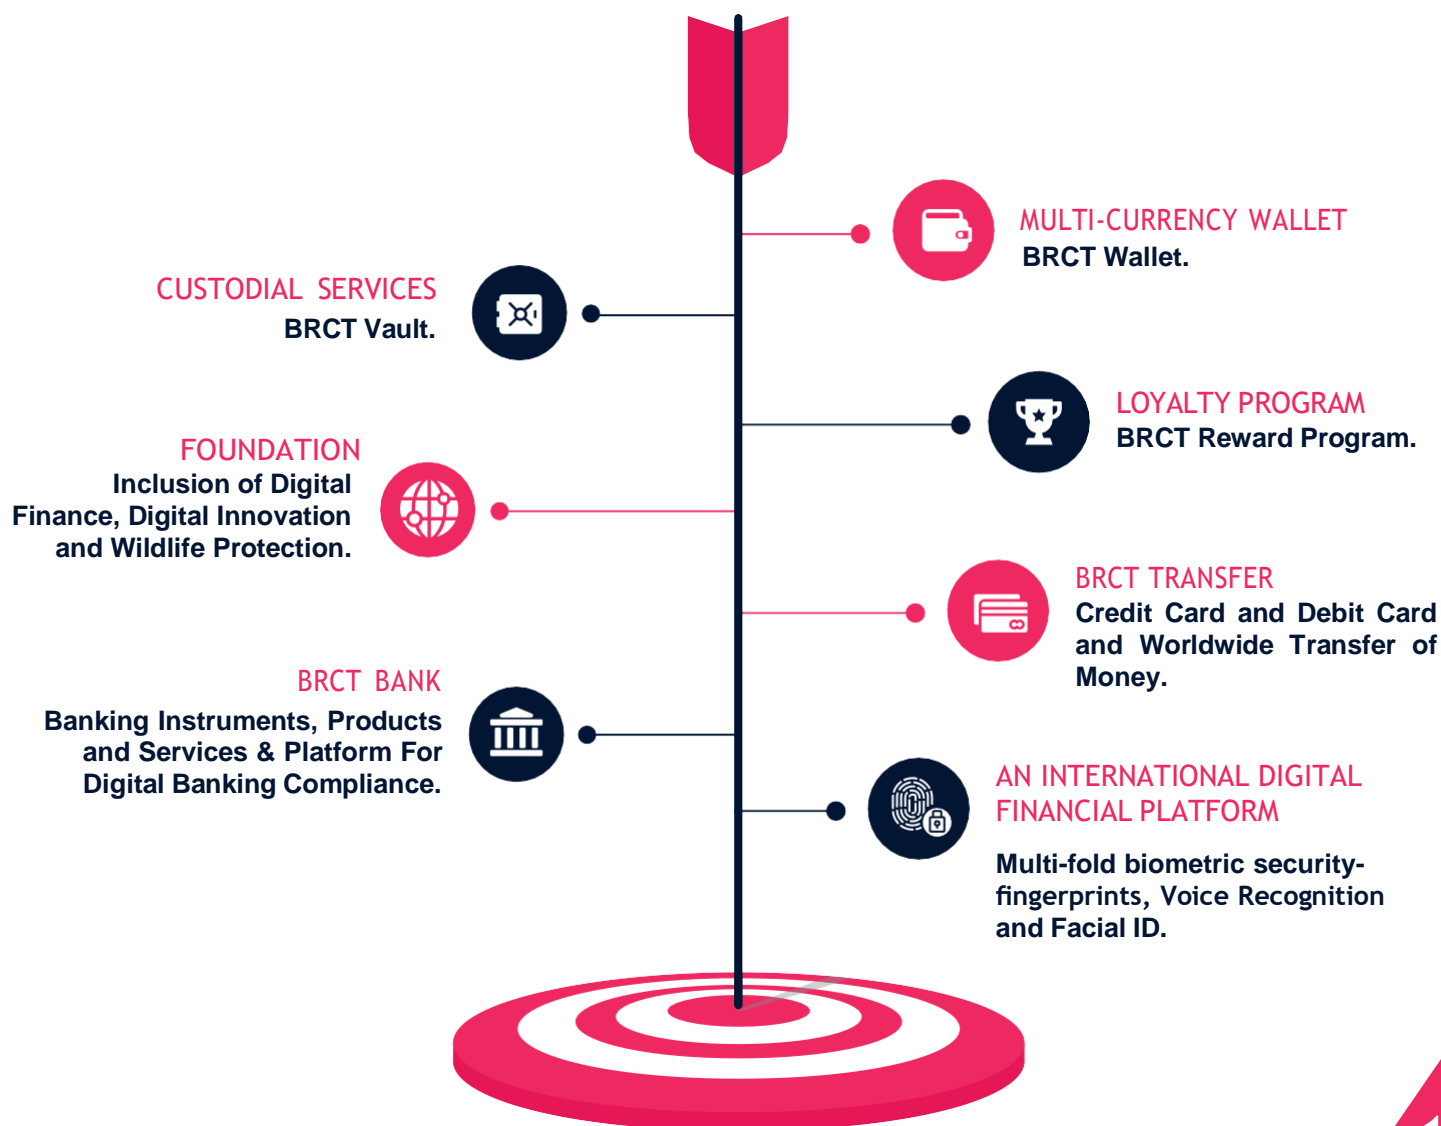 MULTI-CURRENCY WALLET
BRCT Wallet.
CUSTODIAL SERVICES
BRCT Vault.
LOYALTY PROGRAM
BRCT Reward Program.
FOUNDATION
Inclusion of Digital
Finance, Digital Innovation
and Wildlife Protection.
BRCT TRANSFER
Credit Card and Debit Card
and Worldwide Transfer of
Money.
BRCT BANK
Banking Instruments, Products
and Services & Platform For
Digital Banking Compliance.
AN INTERNATIONAL DIGITAL
FINANCIAL PLATFORM
Multi-fold biometric security-
fingerprints, Voice Recognition
and Facial ID.